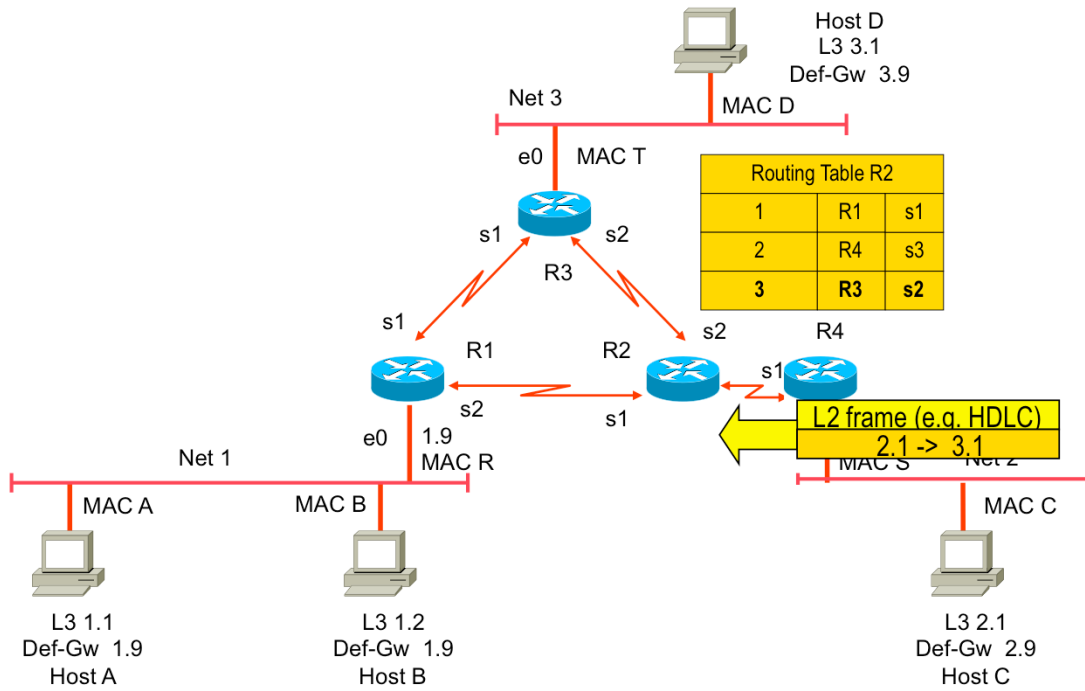 Host D
L3 3.1
Def-Gw 3.9
Net 3
MAC D
e0
MAC T
Routing Table R2
1 R1 s1
2 R4 s3
3 R3 s2
s1
s2
R3
s1
s2
R4
R1
R2
s1
s2
s1
L2 frame (e.g. HDLC)
2.1 -> 3.1
e0
1.9
MAC R
Net 1
MAC S
Net 2
MAC A
MAC B
MAC C
L3 1.1
Def-Gw 1.9
Host A
L3 1.2
Def-Gw 1.9
Host B
L3 2.1
Def-Gw 2.9
Host C